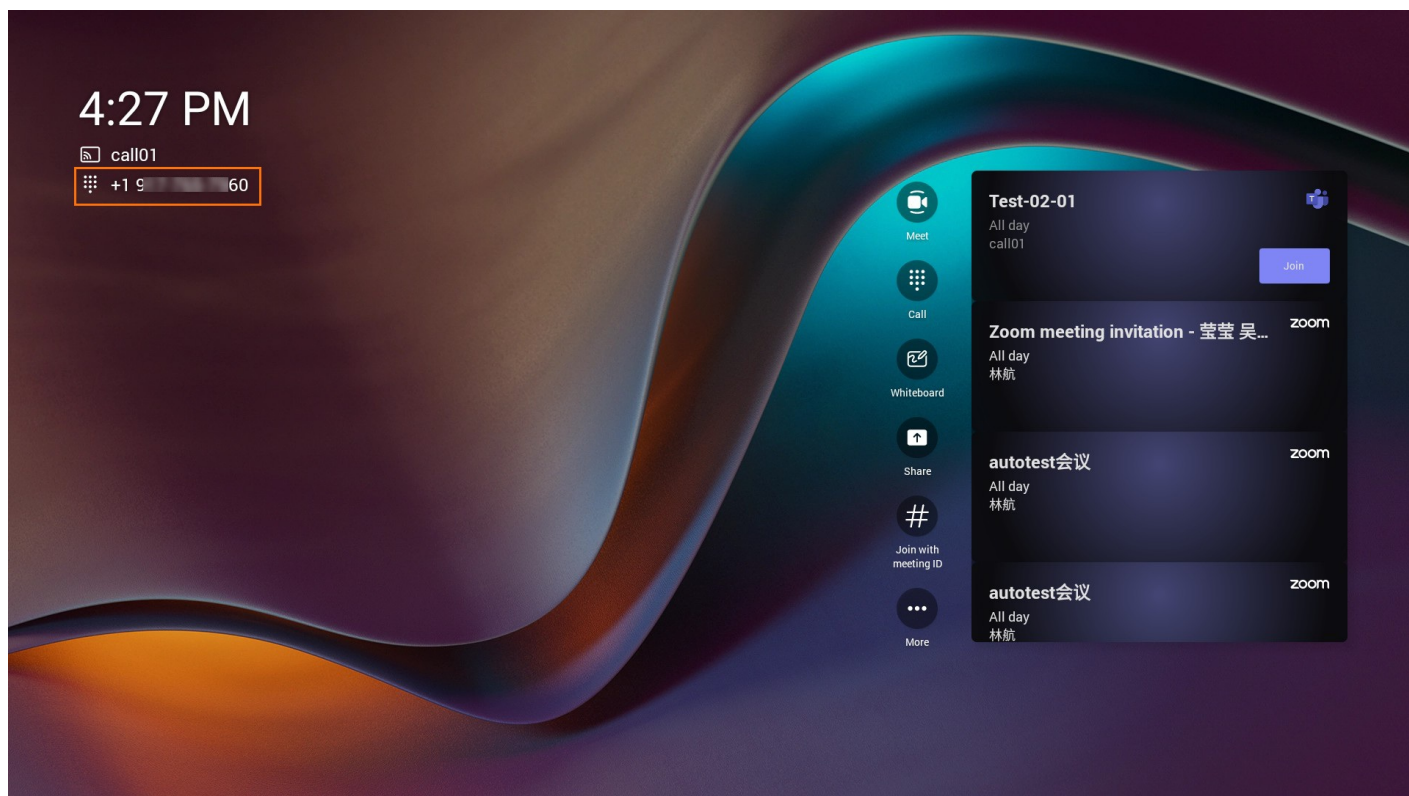 4:27 PM
call01
+1 9 60
Meet
Call
Whiteboard
Share
Join with
meeting ID
More
Test-02-01
All day
call01
Join
Zoom meeting invitation - 莹莹 吴...
zoom
All day
林航
autotest会议
zoom
All day
林航
autotest会议
zoom
All day
林航